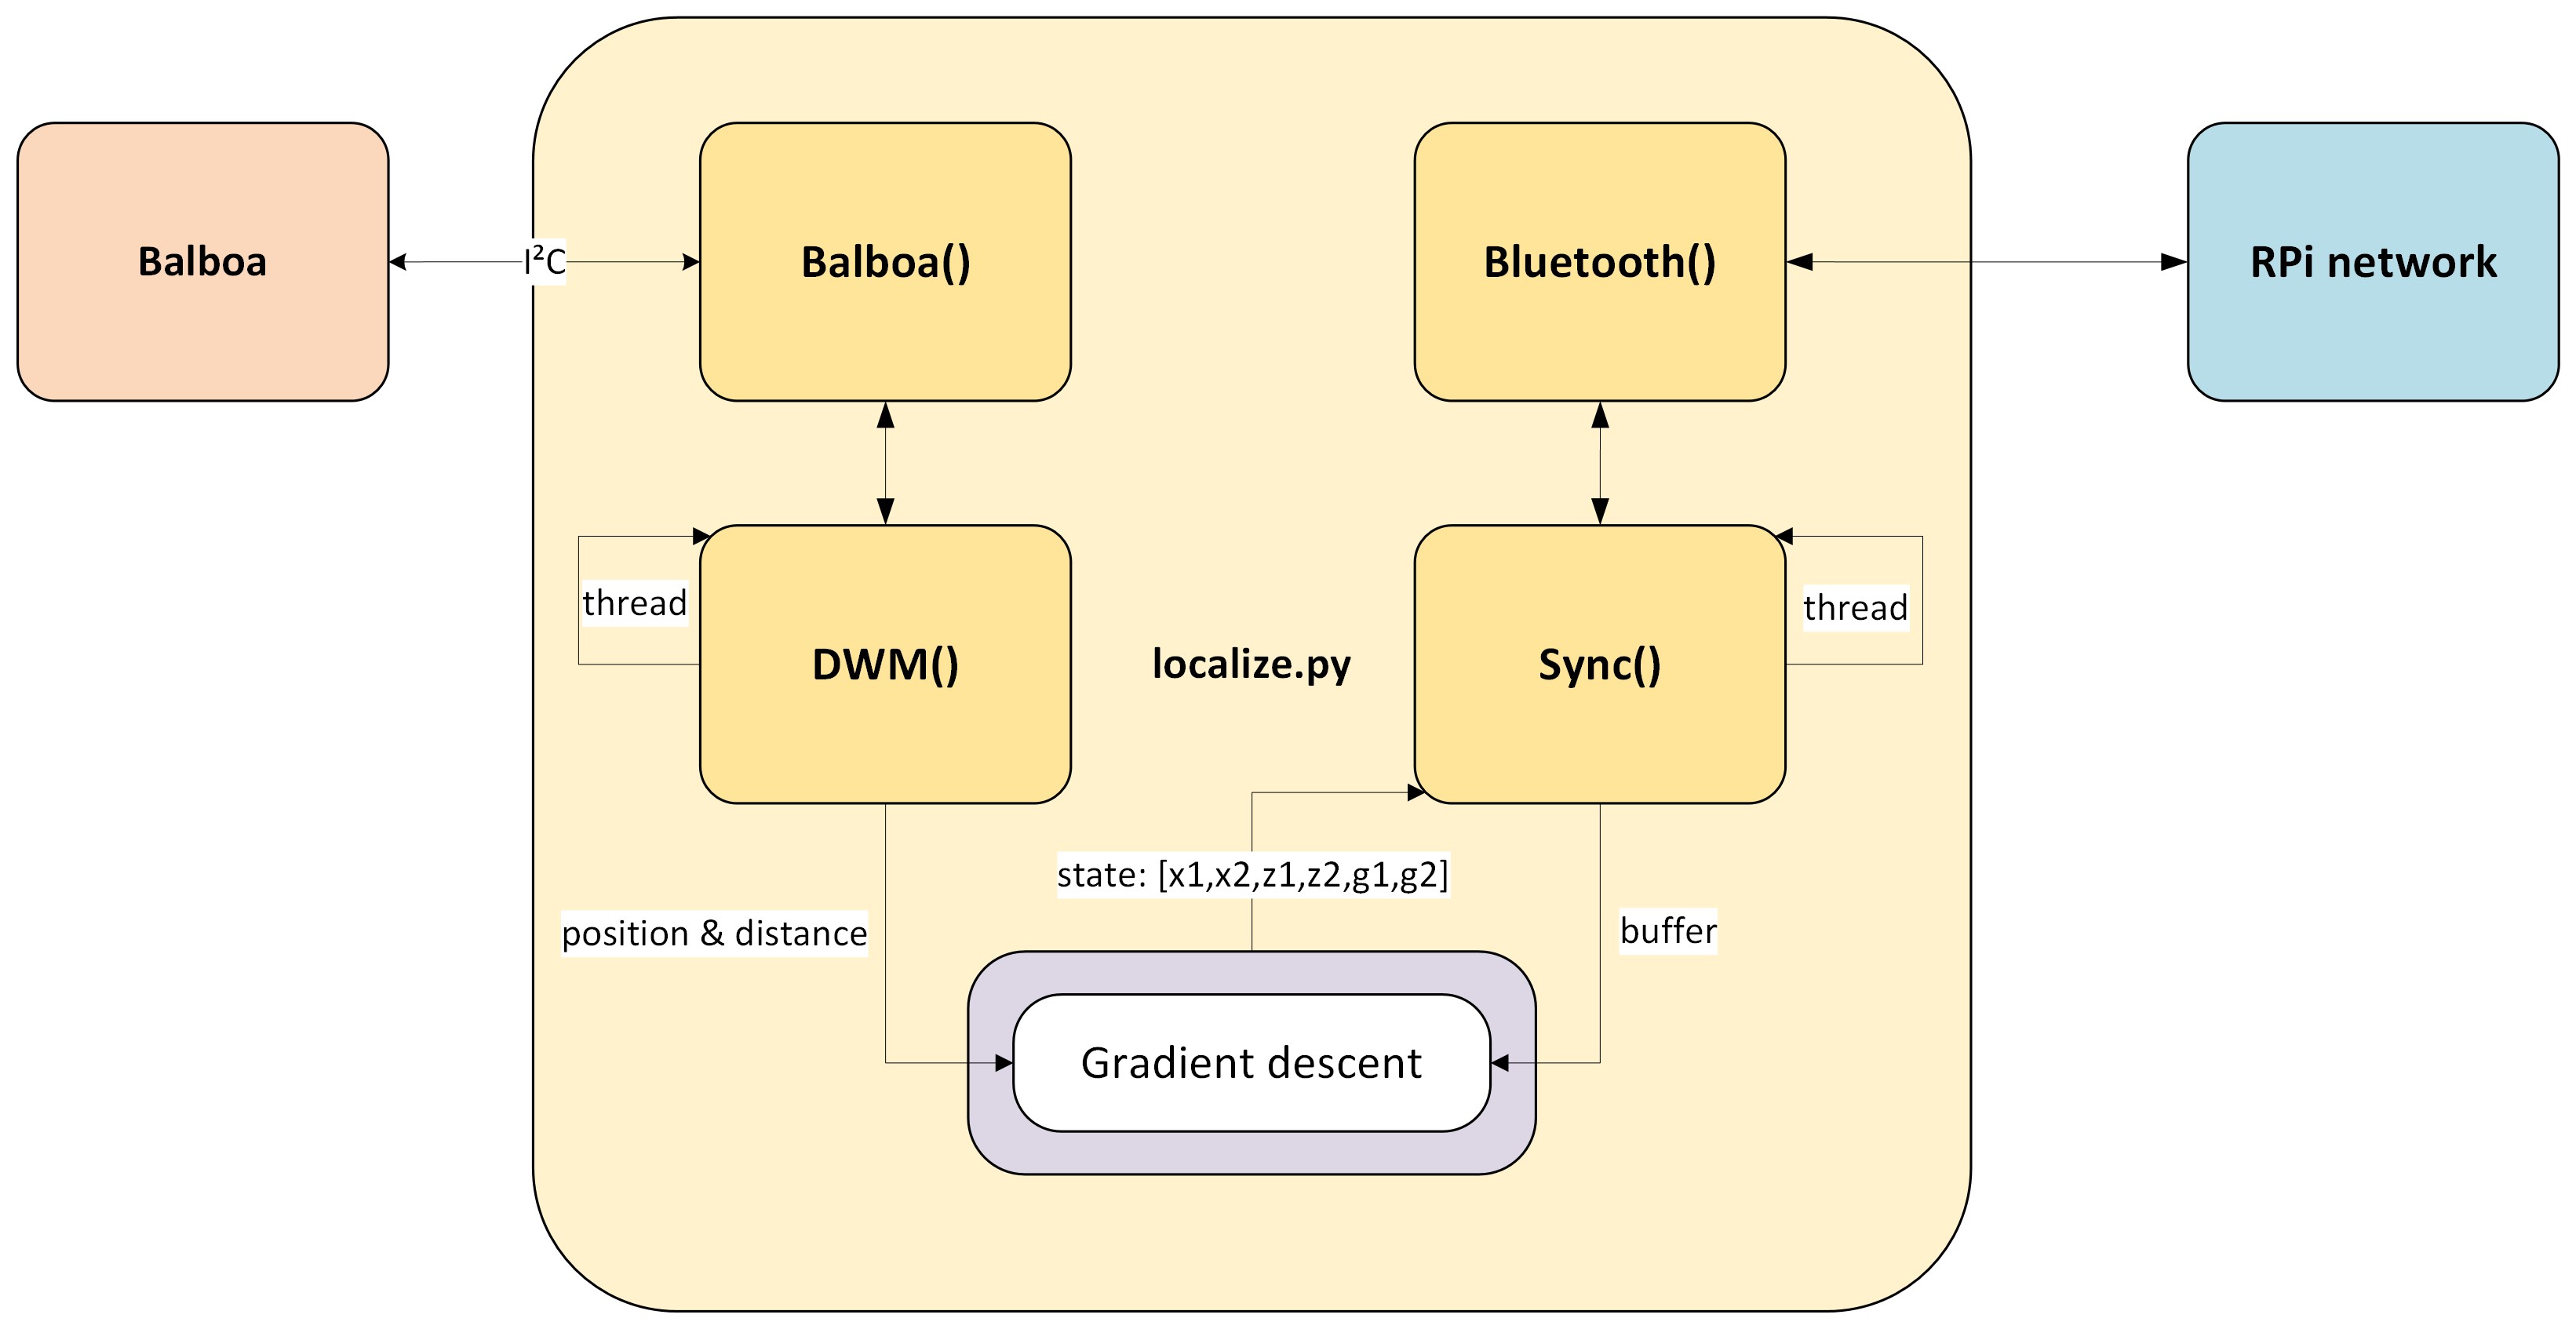 Balboa
I²C
Balboa()
Bluetooth()
RPi network
thread
DWM()
localize.py
Sync()
thread
state: [x1,x2,z1,z2,g1,g2]
position & distance
buffer
Gradient descent